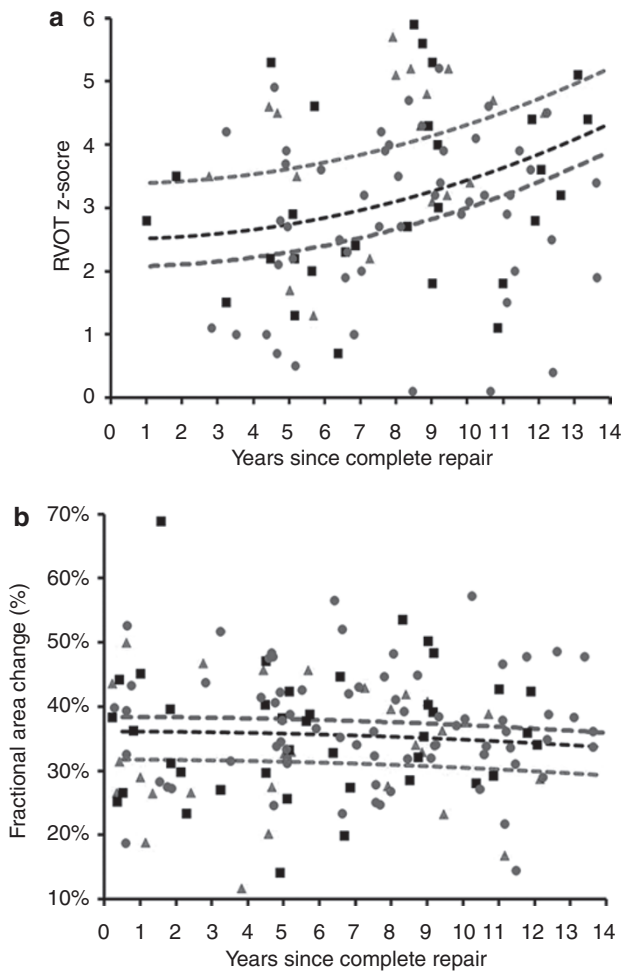 a
6
5
4
3
2
1
0
RVOT z-socre
0 1 2 3 4 5 6 7 8 9 10 11 12 13 14
Years since complete repair
b
70%
60%
50%
40%
30%
20%
10%
Fractional area change (%)
0 1 2 3 4 5 6 7 8 9 10 11 12 13 14
Years since complete repair